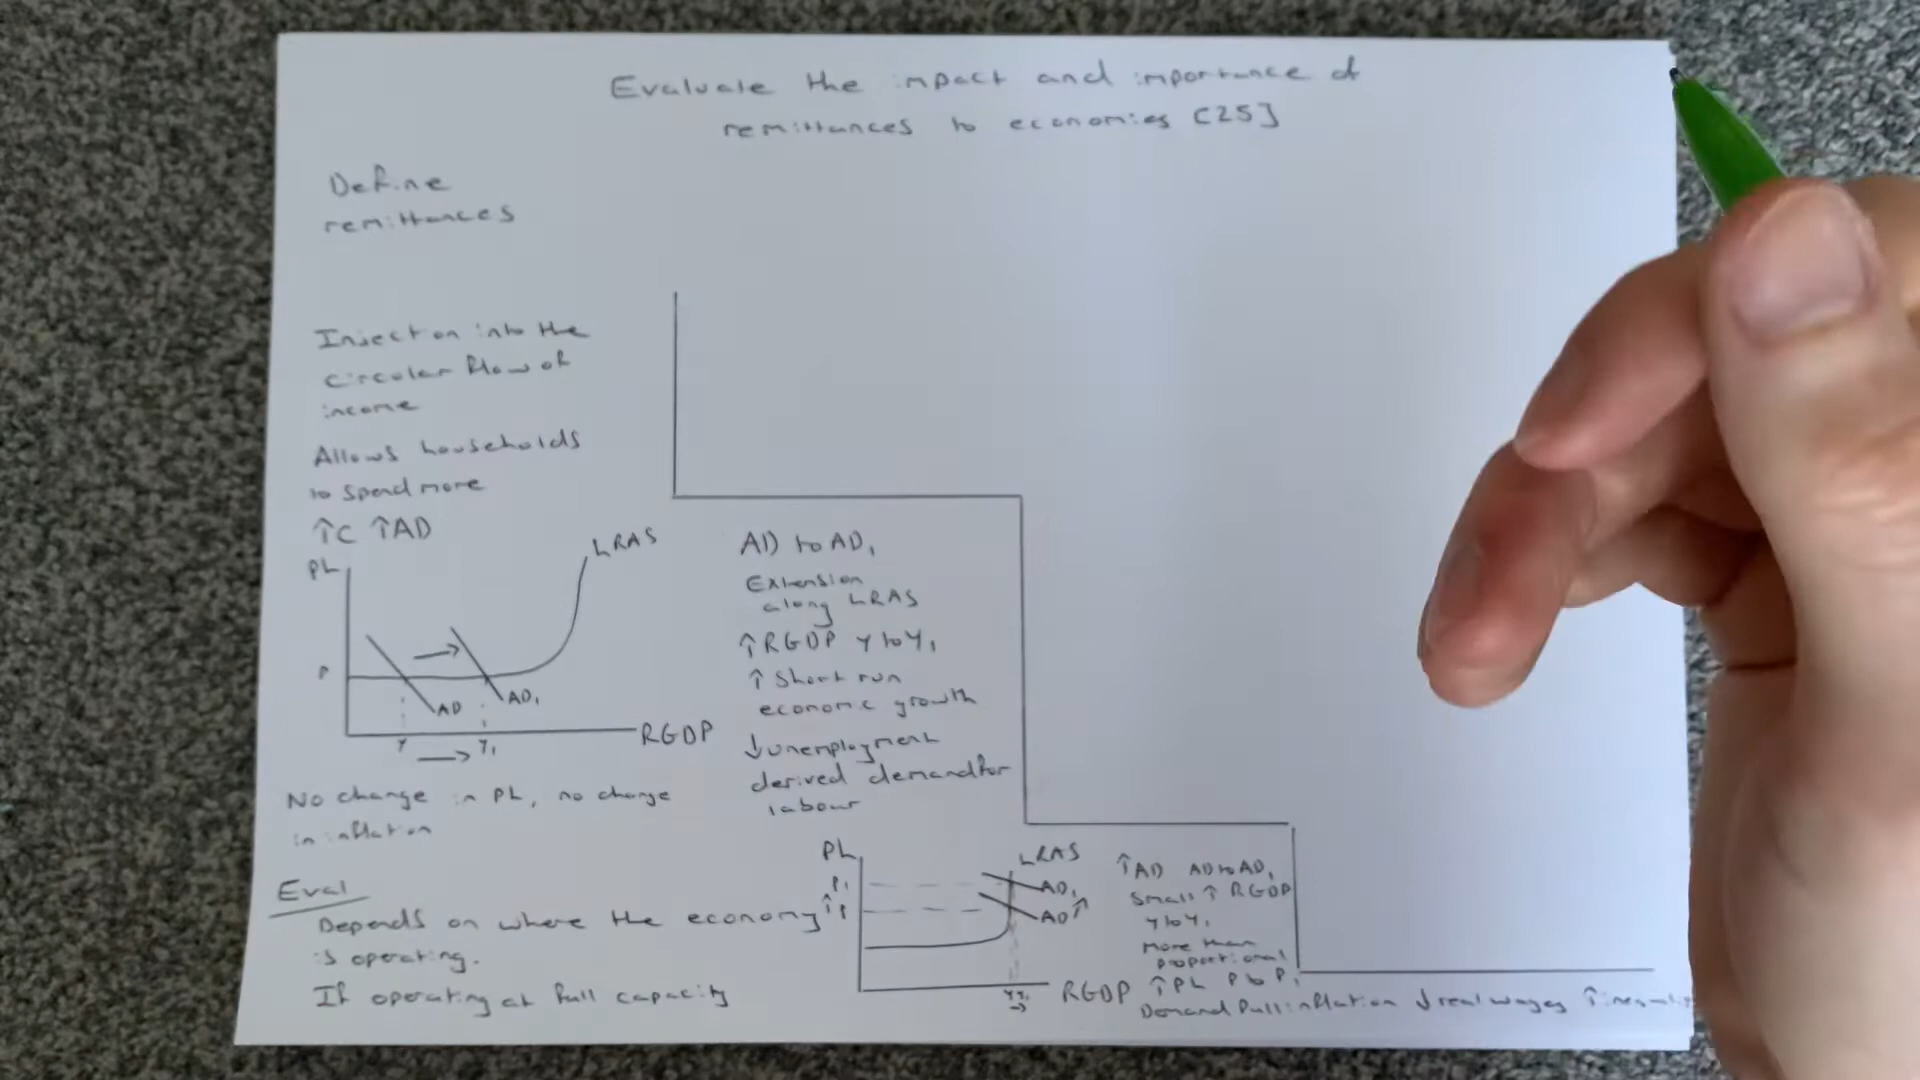 Evaluate the impact and importance of
remittances to economies [25]
Define
remittances
Injection into the
circular flow of
income
Allows households
to spend more
↑C ↑AD
PL
LRAS
P
AD
AD₁
Y
Y₁
RGDP
No change in PL, no change
in inflation
AD to AD₁
Extension
along LRAS
↑RGDP Y to Y₁
↑ Short run
economic growth
↓unemployment
derived demand for
labour
Eval
Depends on where the economy
is operating.
If operating at full capacity
PL
LRAS
P₁
↑P
AD₁
AD
YY₁
RGDP
↑AD AD to AD₁
Small ↑ RGDP
Y to Y₁
More than
proportional
↑PL P to P₁
Demand Pull inflation ↓real wages ↑inequality